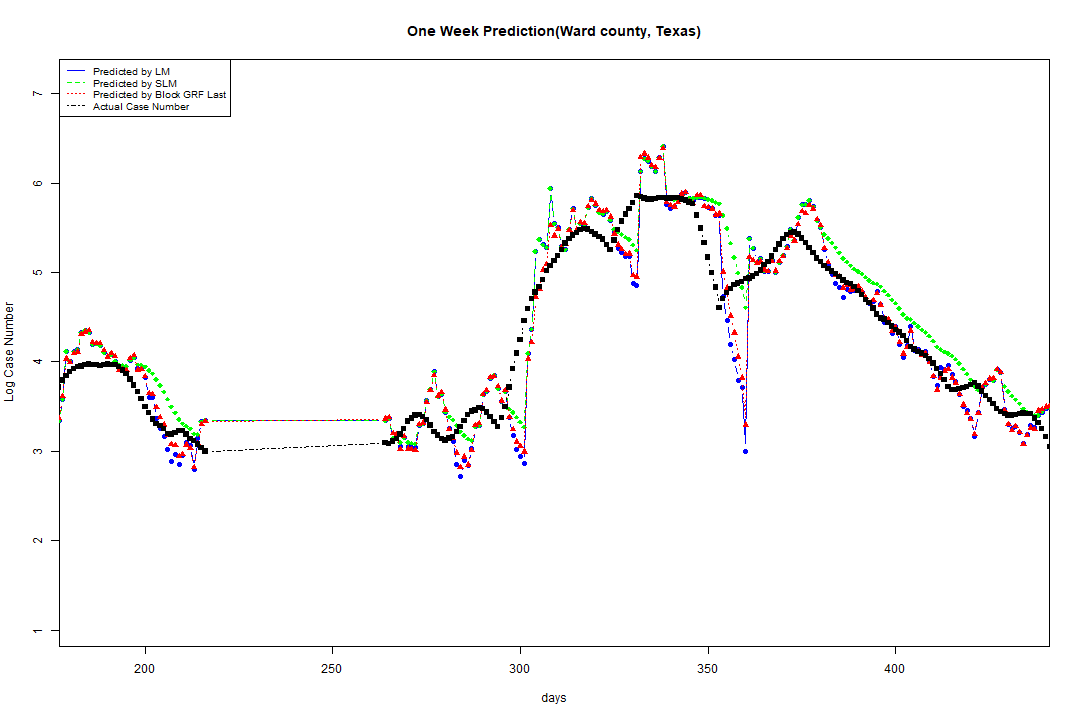 One Week Prediction(Ward county, Texas)
Predicted by LM
Predicted by SLM
Predicted by Block GRF Last
Actual Case Number
7
6
5
4
3
2
1
Log Case Number
200 250 300 350 400
days